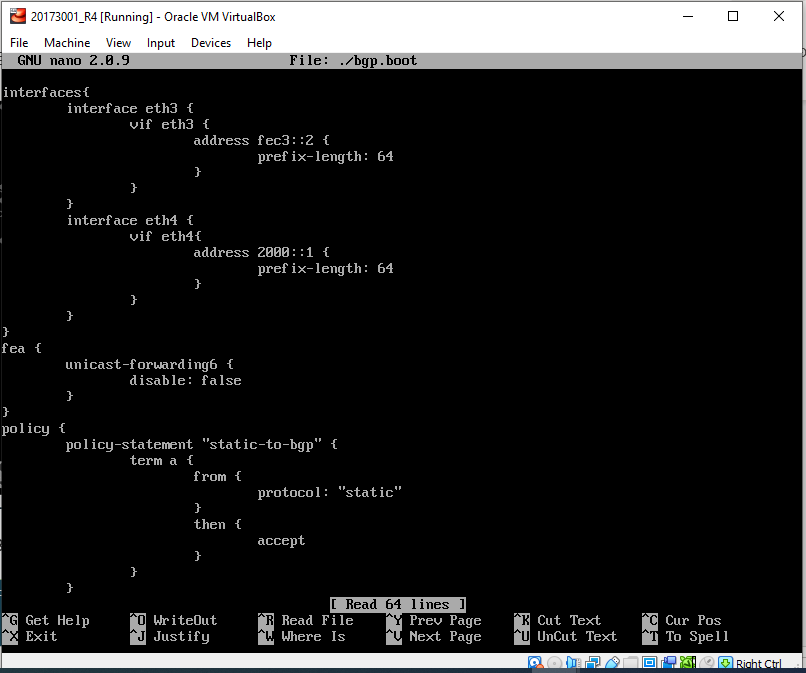 20173001_R4 [Running] - Oracle VM VirtualBox
File Machine View Input Devices Help
GNU nano 2.0.9 File: ./bgp.boot
interfaces{
interface eth3 {
vif eth3 {
address fec3::2 {
prefix-length: 64
}
}
}
interface eth4 {
vif eth4{
address 2000::1 {
prefix-length: 64
}
}
}
}
fea {
unicast-forwarding6 {
disable: false
}
}
policy {
policy-statement "static-to-bgp" {
term a {
from {
protocol: "static"
}
then {
accept
}
}
}
[ Read 64 lines ]
^G Get Help ^O WriteOut ^R Read File ^Y Prev Page ^K Cut Text ^C Cur Pos
^X Exit ^J Justify ^W Where Is ^V Next Page ^U UnCut Text ^T To Spell
Right Ctrl